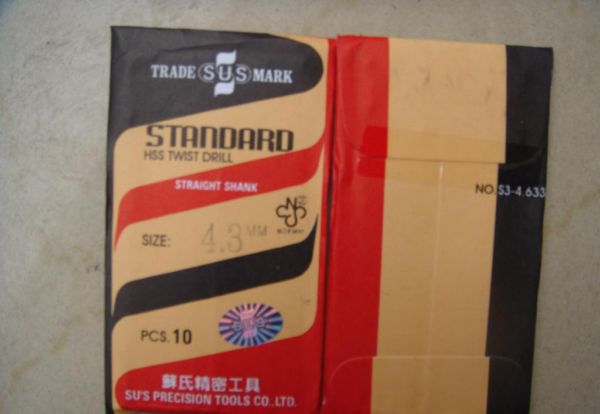 TRADE SUS MARK
STANDARD
HSS TWIST DRILL
STRAIGHT SHANK
SIZE: 4.3 MM
PCS. 10
蘇氏精密工具
SU'S PRECISION TOOLS CO.,LTD.
NO. S3-4.633